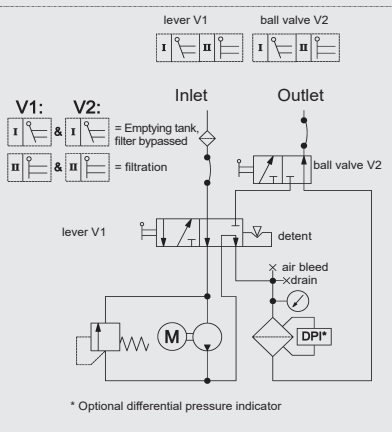 lever V1 ball valve V2
I II I II
Inlet Outlet
V1: V2:
I & I = Emptying tank,
filter bypassed
II & II = filtration
ball valve V2
lever V1
detent
air bleed
drain
M
DPI*
* Optional differential pressure indicator